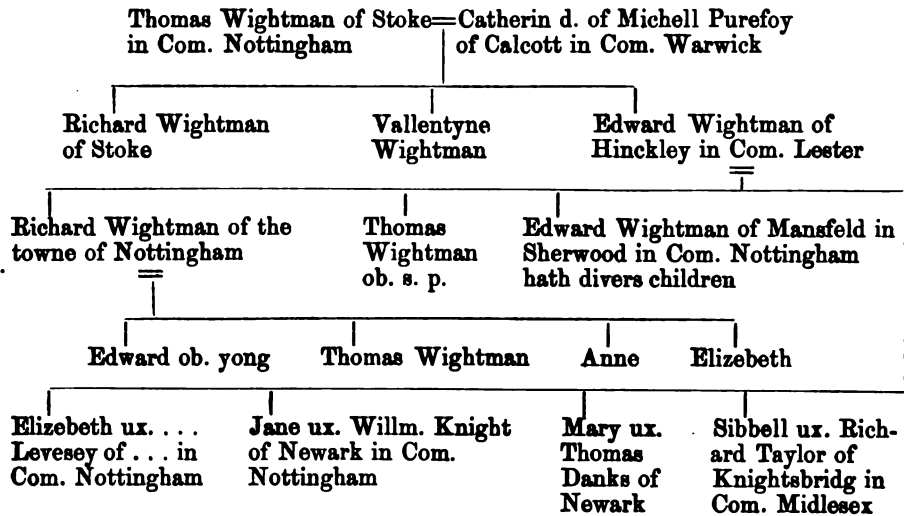 Thomas Wightman of Stoke=Catherin d. of Michell Purefoy
in Com. Nottingham of Calcott in Com. Warwick
Richard Wightman
of Stoke
Vallentyne
Wightman
Edward Wightman of
Hinckley in Com. Lester
=
Richard Wightman of the
towne of Nottingham
=
Thomas
Wightman
ob. s. p.
Edward Wightman of Mansfeld in
Sherwood in Com. Nottingham
hath divers children
Edward ob. yong
Thomas Wightman
Anne
Elizebeth
Elizebeth ux. . . .
Levesey of . . . in
Com. Nottingham
Jane ux. Willm. Knight
of Newark in Com.
Nottingham
Mary ux.
Thomas
Danks of
Newark
Sibbell ux. Rich-
ard Taylor of
Knightsbridg in
Com. Midlesex